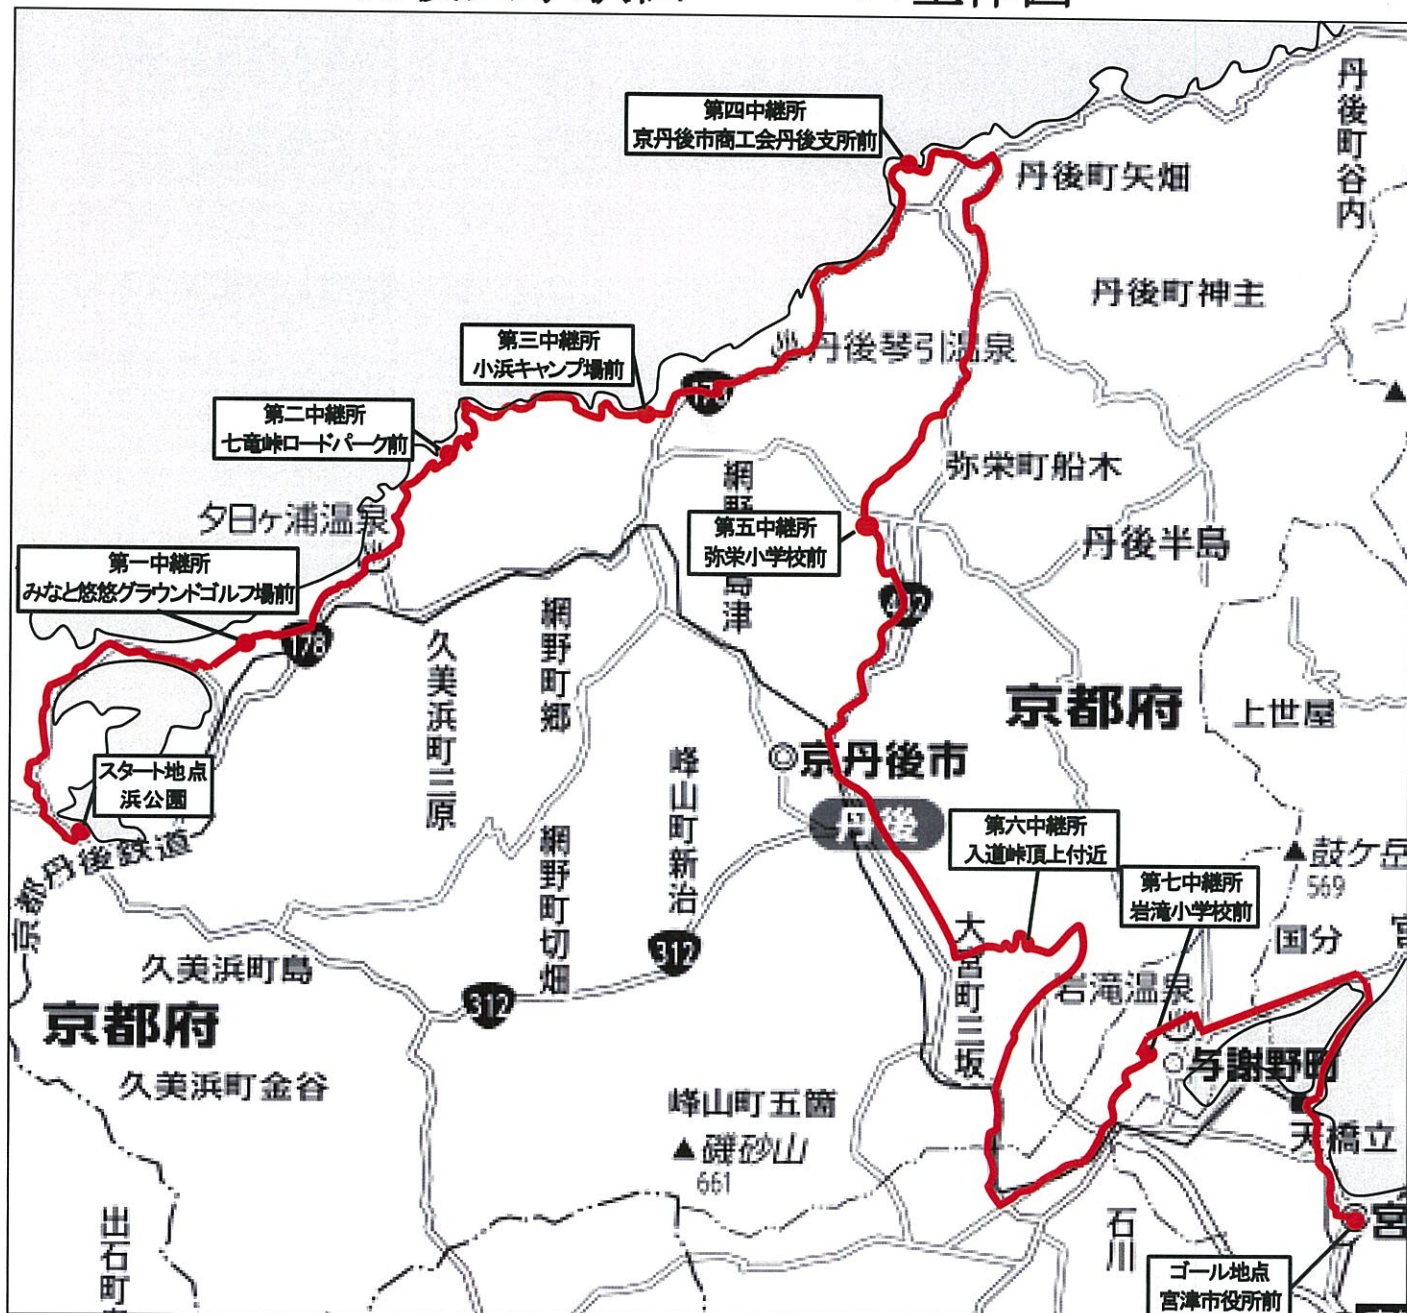 丹後町谷内
第四中継所
京丹後市商工会丹後支所前
丹後町矢畑
丹後町神主
第三中継所
小浜キャンプ場前
丹後琴引温泉
第二中継所
七竜峠ロードパーク前
弥栄町船木
夕日ヶ浦温泉
第五中継所
弥栄小学校前
丹後半島
第一中継所
みなと悠悠グラウンドゴルフ場前
178
久美浜町三原
網野町郷
島津
京都府
上世屋
スタート地点
浜公園
京丹後市
丹後
峰山町新治
網野町切畑
第六中継所
入道峠頂上付近
鼓ケ岳
569
第七中継所
岩滝小学校前
京都丹後鉄道
国分
312
大宮町三坂
岩滝温泉
久美浜町島
312
京都府
与謝野町
久美浜町金谷
峰山町五箇
天橋立
磯砂山
661
出石町
石川
宮
ゴール地点
宮津市役所前